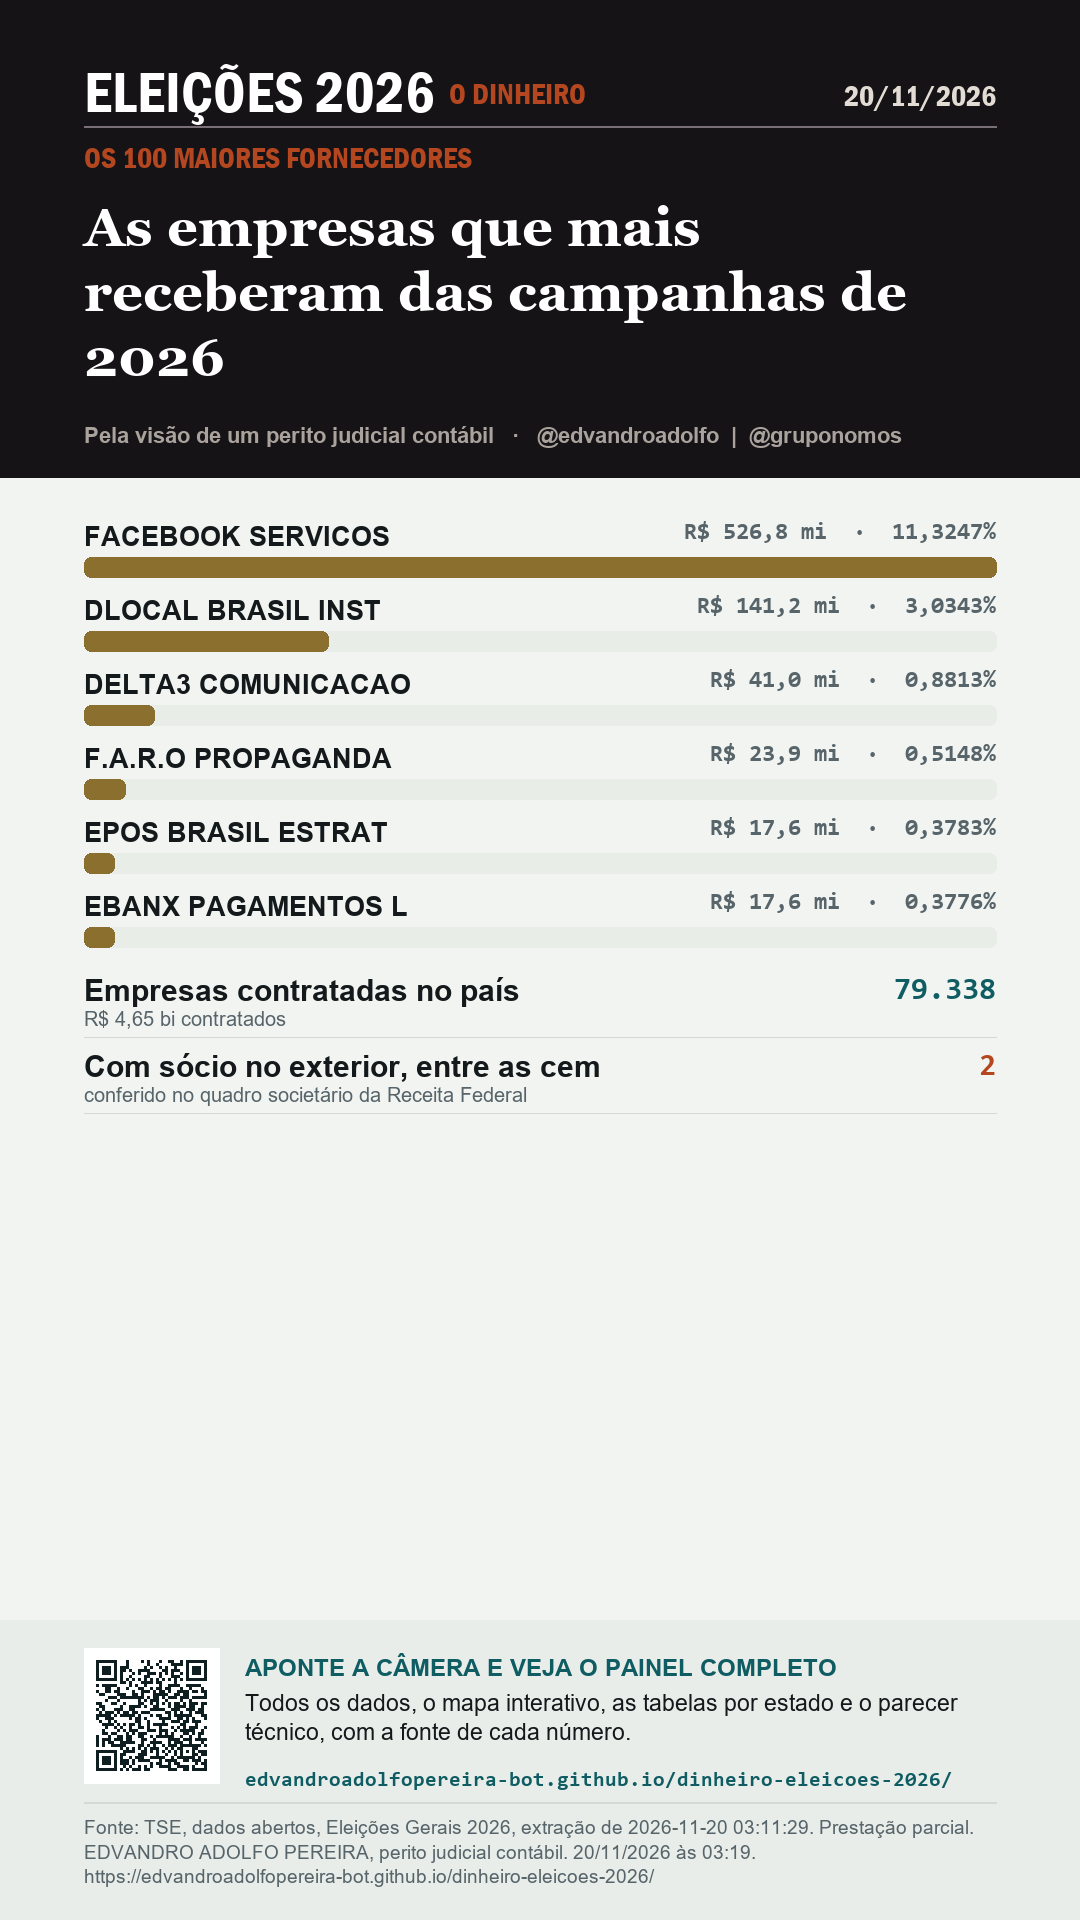 ELEIÇÕES 2026 O DINHEIRO 20/11/2026
OS 100 MAIORES FORNECEDORES
As empresas que mais
receberam das campanhas de
2026
Pela visão de um perito judicial contábil · @edvandroadolfo | @gruponomos
FACEBOOK SERVICOS R$ 526,8 mi · 11,3247%
DLOCAL BRASIL INST R$ 141,2 mi · 3,0343%
DELTA3 COMUNICACAO R$ 41,0 mi · 0,8813%
F.A.R.O PROPAGANDA R$ 23,9 mi · 0,5148%
EPOS BRASIL ESTRAT R$ 17,6 mi · 0,3783%
EBANX PAGAMENTOS L R$ 17,6 mi · 0,3776%
Empresas contratadas no país 79.338
R$ 4,65 bi contratados
Com sócio no exterior, entre as cem 2
conferido no quadro societário da Receita Federal
APONTE A CÂMERA E VEJA O PAINEL COMPLETO
Todos os dados, o mapa interativo, as tabelas por estado e o parecer
técnico, com a fonte de cada número.
edvandroadolfopereira-bot.github.io/dinheiro-eleicoes-2026/
Fonte: TSE, dados abertos, Eleições Gerais 2026, extração de 2026-11-20 03:11:29. Prestação parcial.
EDVANDRO ADOLFO PEREIRA, perito judicial contábil. 20/11/2026 às 03:19.
https://edvandroadolfopereira-bot.github.io/dinheiro-eleicoes-2026/